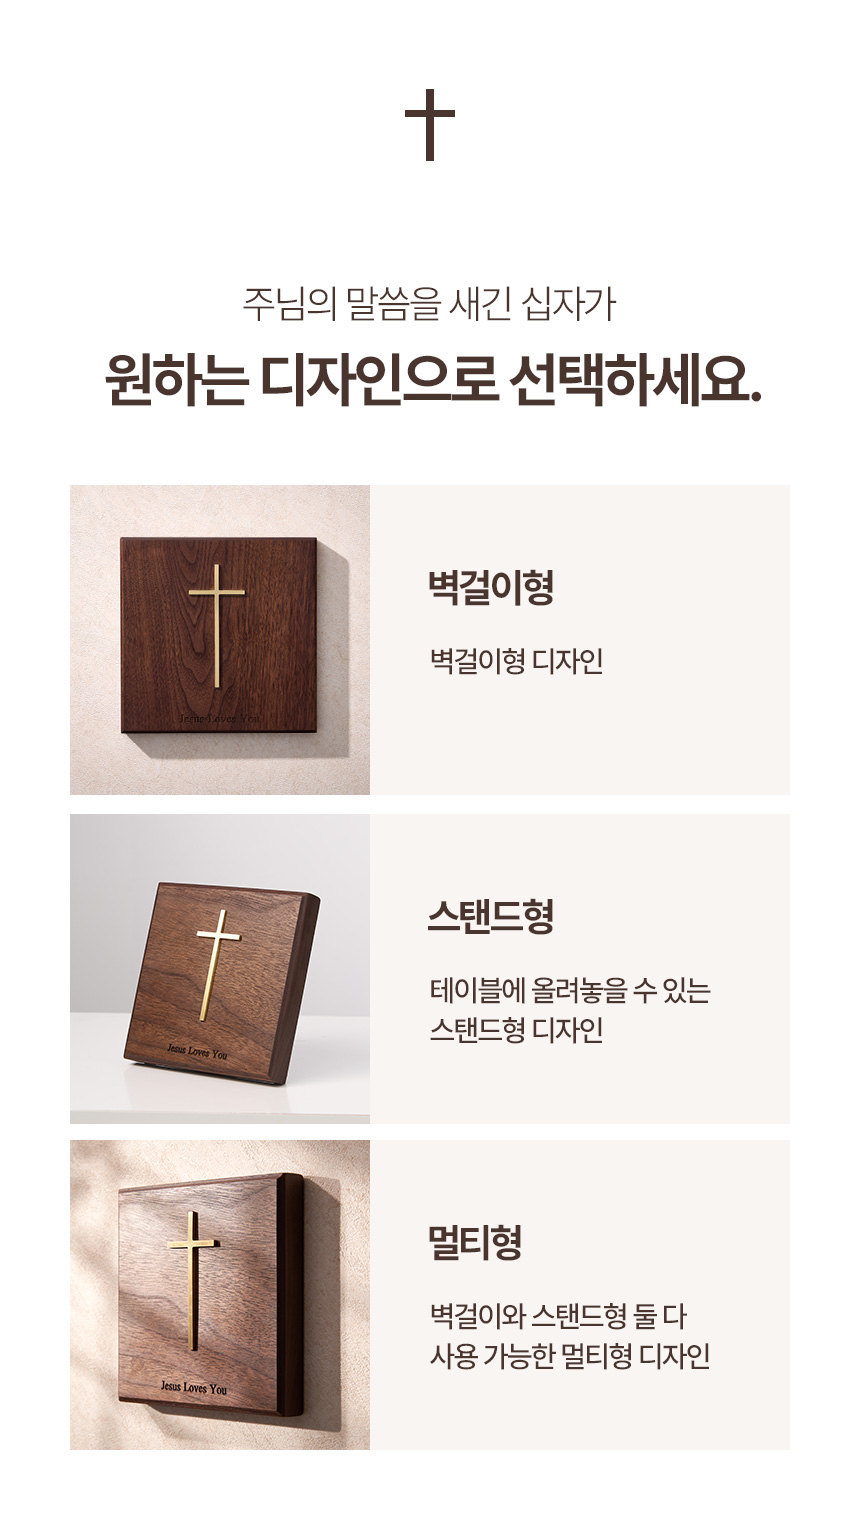 주님의 말씀을 새긴 십자가
원하는 디자인으로 선택하세요.
Jesus Loves You
벽걸이형
벽걸이형 디자인
Jesus Loves You
스탠드형
테이블에 올려놓을 수 있는
스탠드형 디자인
Jesus Loves You
멀티형
벽걸이와 스탠드형 둘 다
사용 가능한 멀티형 디자인